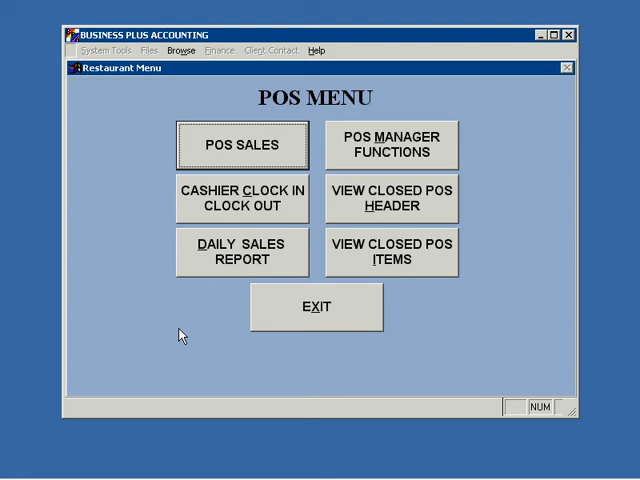 BUSINESS PLUS ACCOUNTING
System Tools Files Browse Finance Client Contact Help
Restaurant Menu
POS MENU
POS SALES
POS MANAGER
FUNCTIONS
CASHIER CLOCK IN
CLOCK OUT
VIEW CLOSED POS
HEADER
DAILY SALES
REPORT
VIEW CLOSED POS
ITEMS
EXIT
NUM